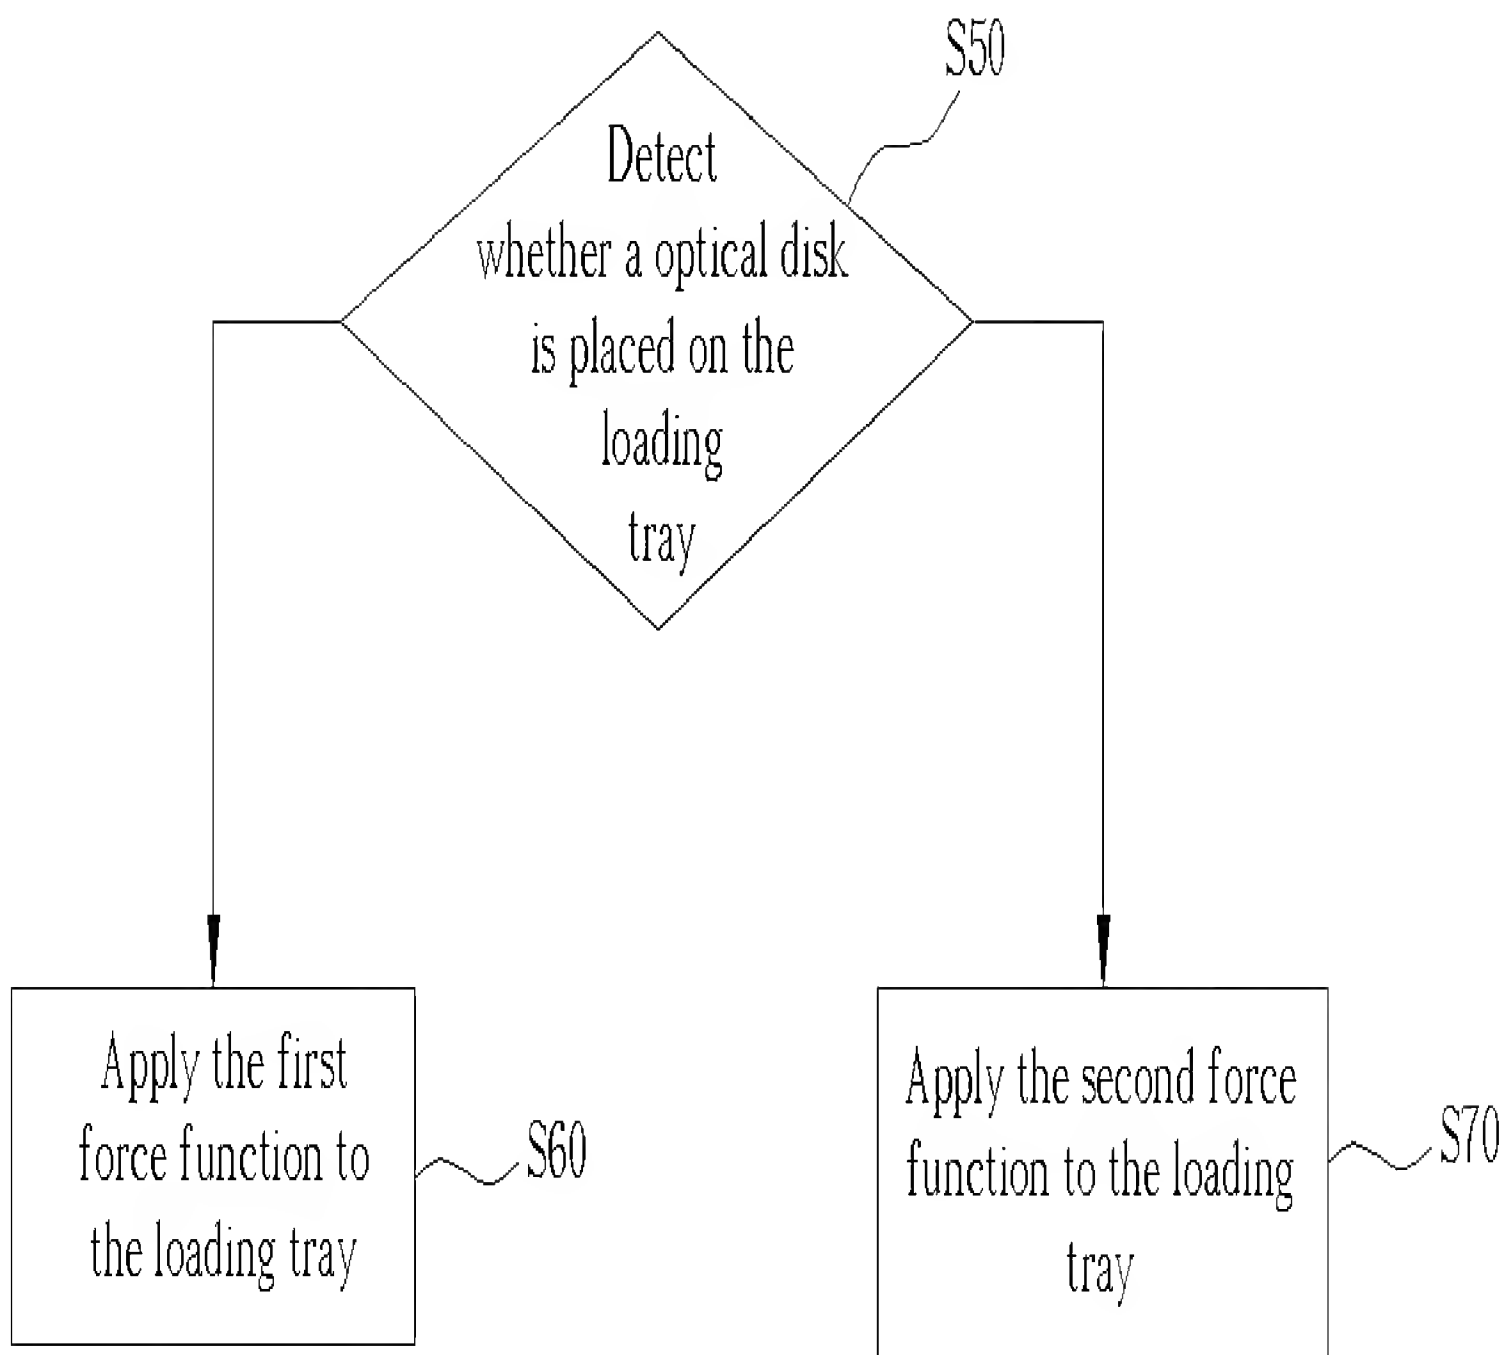 S50
Detect
whether a optical disk
is placed on the
loading
tray
Apply the first
force function to
the loading tray
S60
Apply the second force
function to the loading
tray
S70